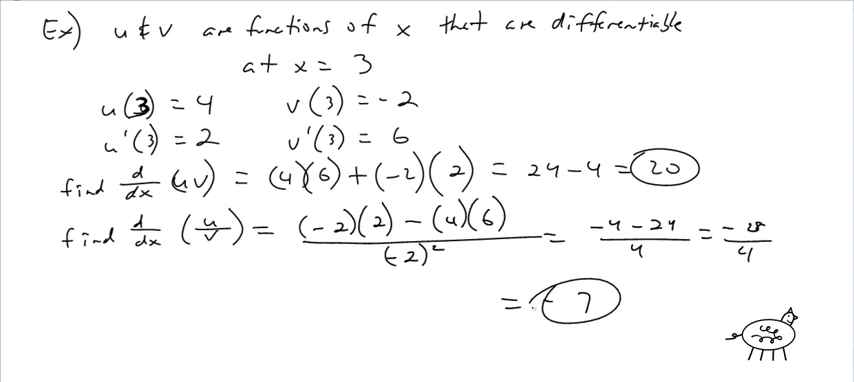 Ex) u & v are functions of x that are differentiable
at x = 3
u(3) = 4 v(3) = -2
u'(3) = 2 v'(3) = 6
find d/dx (uv) = (4)(6) + (-2)(2) = 24 - 4 = 20
find d/dx (u/v) = (-2)(2) - (4)(6) / (-2)² = -4 - 24 / 4 = -28 / 4
= -7